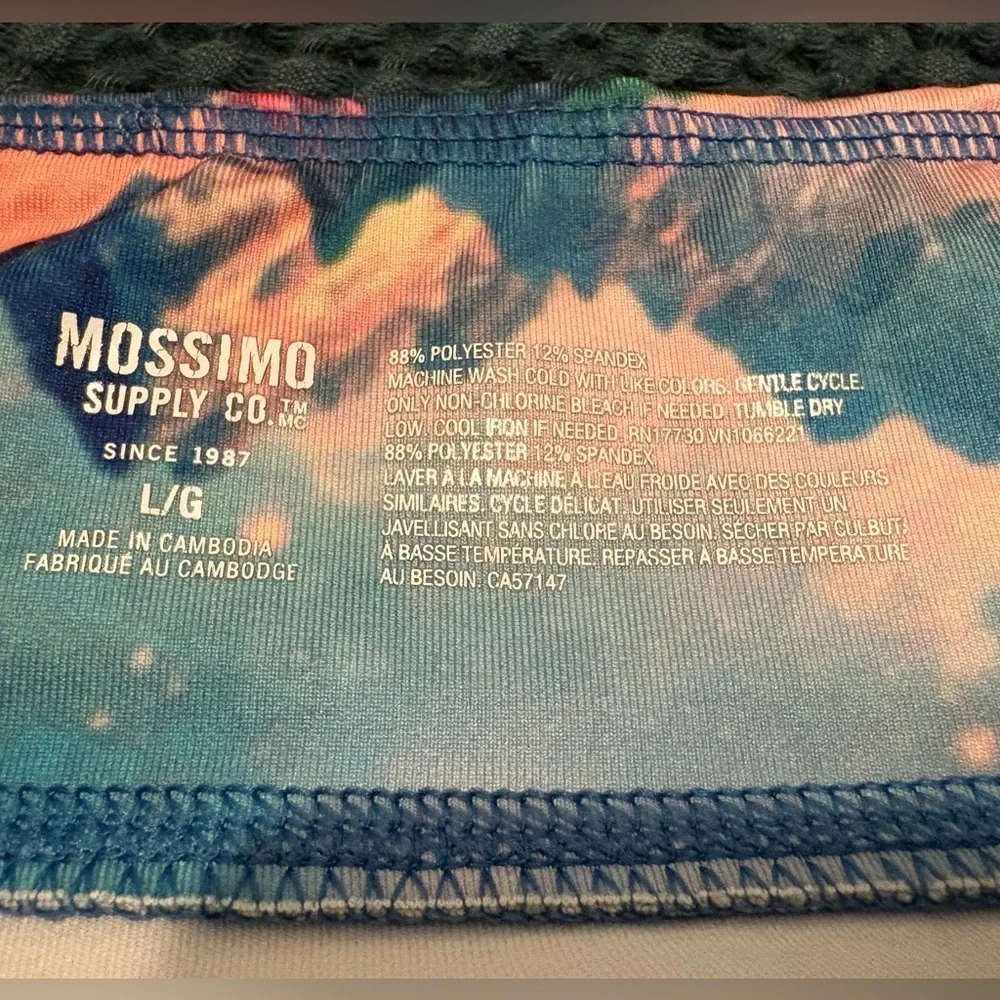 MOSSIMO
SUPPLY CO.™ MC
SINCE 1987
L/G
MADE IN CAMBODIA
FABRIQUÉ AU CAMBODGE
88% POLYESTER 12% SPANDEX
MACHINE WASH COLD WITH LIKE COLORS. GENTLE CYCLE.
ONLY NON-CHLORINE BLEACH IF NEEDED. TUMBLE DRY
LOW. COOL IRON IF NEEDED. RN17730 VN1066221
88% POLYESTER 12% SPANDEX
LAVER À LA MACHINE À L'EAU FROIDE AVEC DES COULEURS
SIMILAIRES. CYCLE DÉLICAT. UTILISER SEULEMENT UN
JAVELLISANT SANS CHLORE AU BESOIN. SÉCHER PAR CULBUT.
À BASSE TEMPÉRATURE. REPASSER À BASSE TEMPÉRATURE
AU BESOIN. CA57147